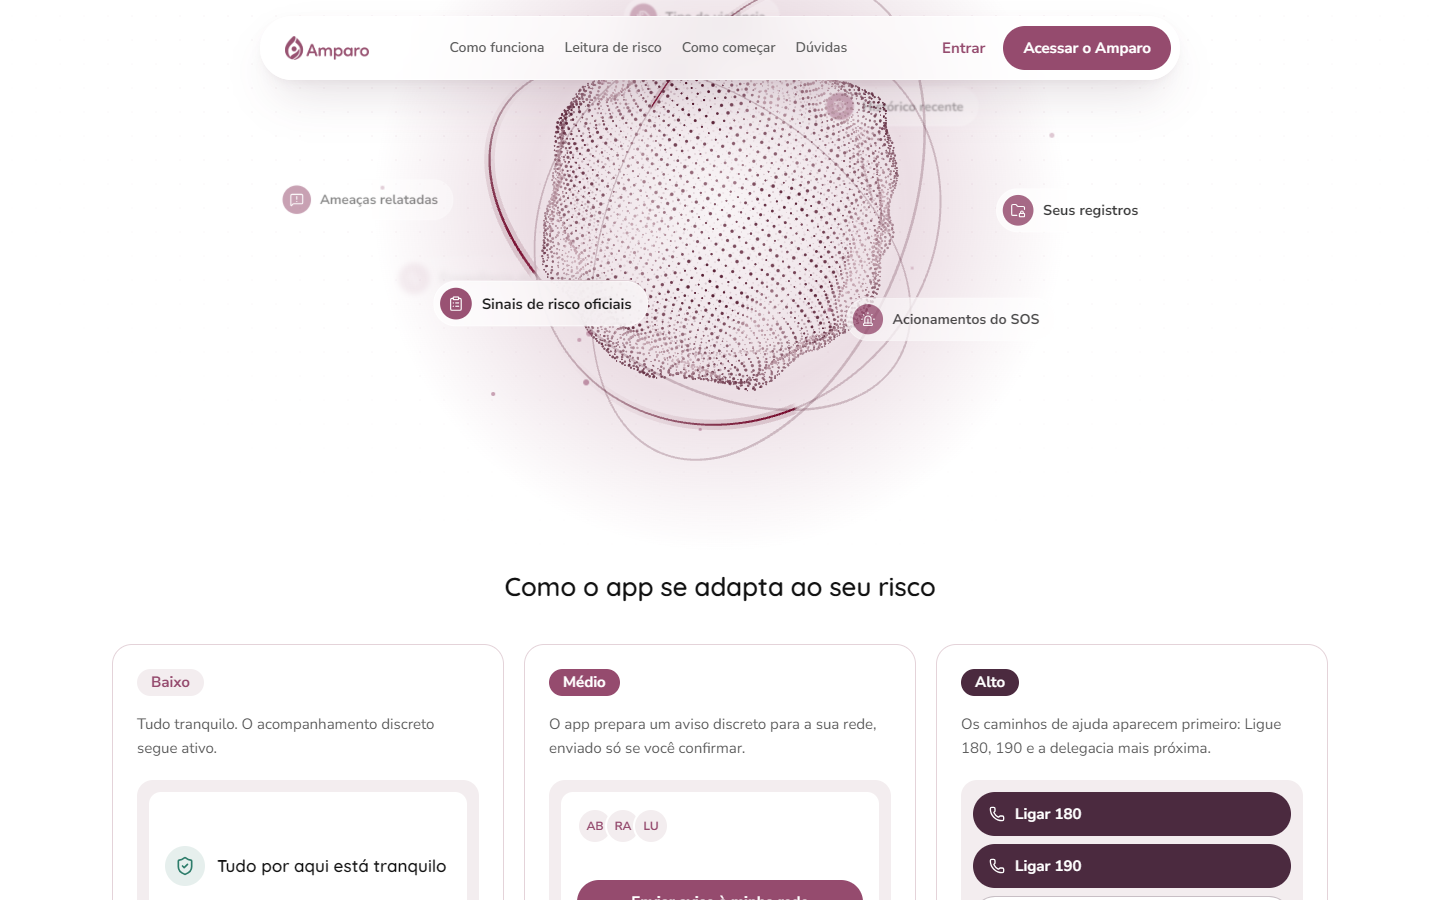 Amparo
Como funciona
Leitura de risco
Como começar
Dúvidas
Entrar
Acessar o Amparo
Ameaças relatadas
Seus registros
Sinais de risco oficiais
Acionamentos do SOS
recente
Como o app se adapta ao seu risco
Baixo
Tudo tranquilo. O acompanhamento discreto
segue ativo.
Tudo por aqui está tranquilo
Médio
O app prepara um aviso discreto para a sua rede,
enviado só se você confirmar.
AB RA LU
Alto
Os caminhos de ajuda aparecem primeiro: Ligue
180, 190 e a delegacia mais próxima.
Ligar 180
Ligar 190